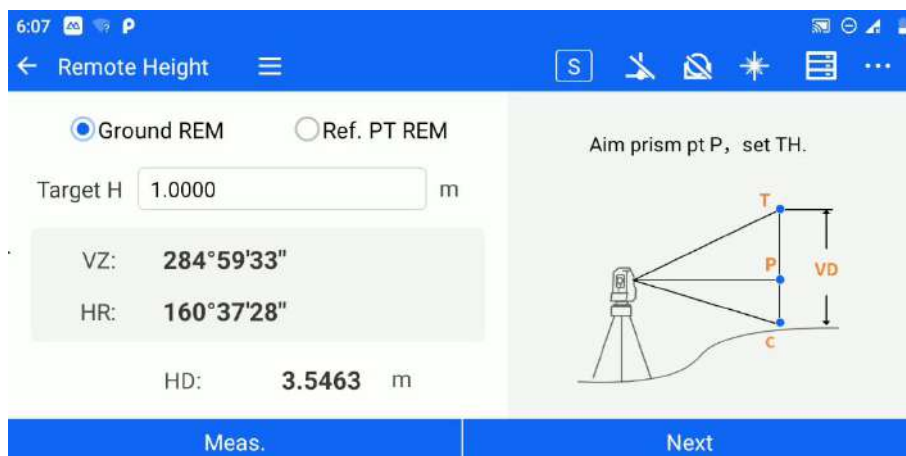 6:07
Remote Height
S
Ground REM Ref. PT REM
Target H 1.0000 m
VZ: 284°59'33"
HR: 160°37'28"
HD: 3.5463 m
Aim prism pt P, set TH.
T
P VD
C
Meas. Next